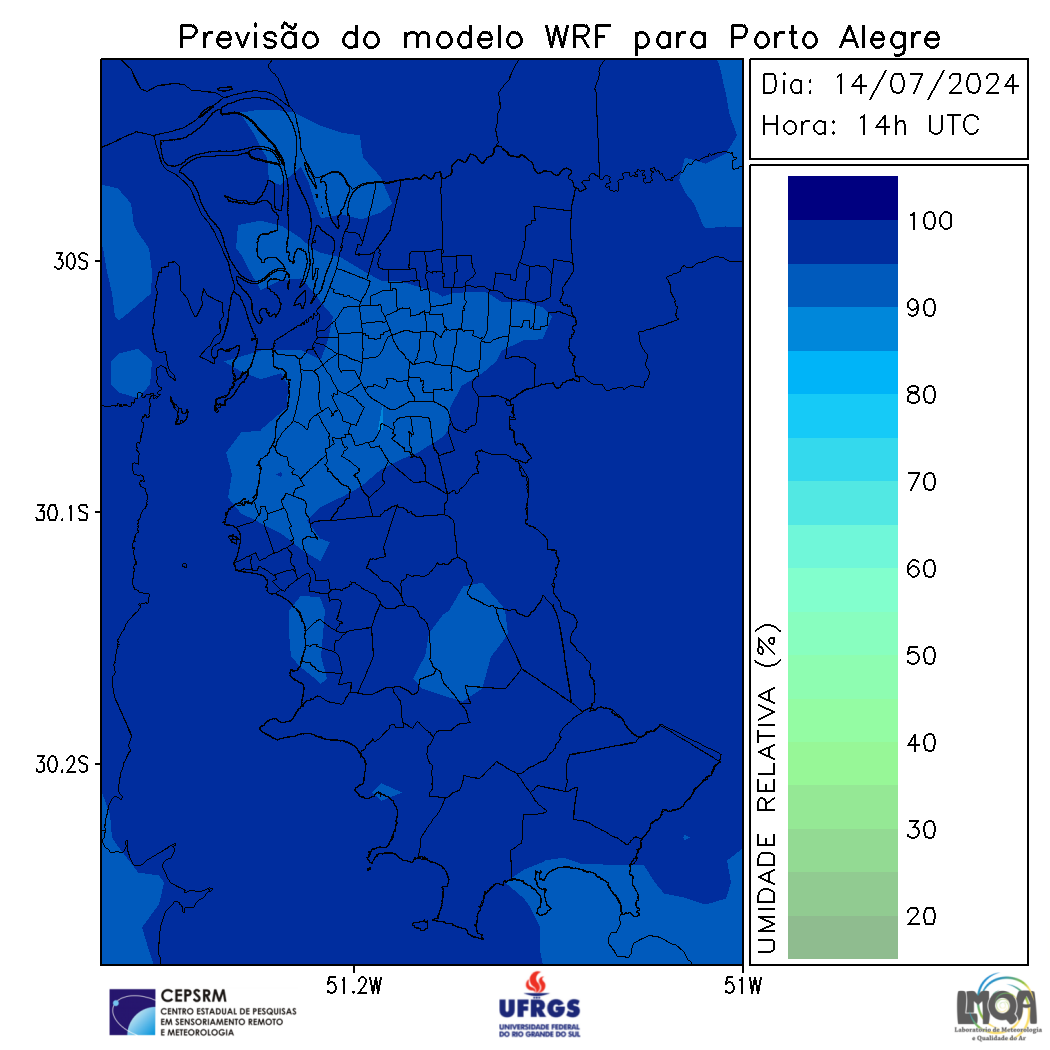 Previsão do modelo WRF para Porto Alegre
Dia: 14/07/2024
Hora: 14h UTC
30S
30.1S
30.2S
51.2W
51W
100
90
80
70
60
50
40
30
20
UMIDADE RELATIVA (%)
CEPSRM
CENTRO ESTADUAL DE PESQUISAS
EM SENSORIAMENTO REMOTO
E METEOROLOGIA
UFRGS
UNIVERSIDADE FEDERAL
DO RIO GRANDE DO SUL
LMQA
Laboratório de Meteorologia
e Qualidade do Ar